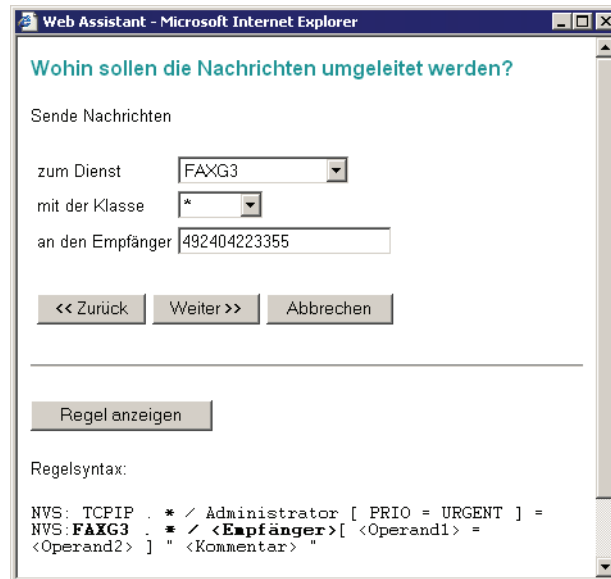 Web Assistant - Microsoft Internet Explorer
Wohin sollen die Nachrichten umgeleitet werden?
Sende Nachrichten
zum Dienst FAXG3
mit der Klasse *
an den Empfänger 492404223355
<< Zurück Weiter >> Abbrechen
Regel anzeigen
Regelsyntax:
NVS: TCPIP . * / Administrator [ PRIO = URGENT ] =
NVS:FAXG3 . * / <Empfänger>[ <Operand1> =
<Operand2> ] " <Kommentar> "